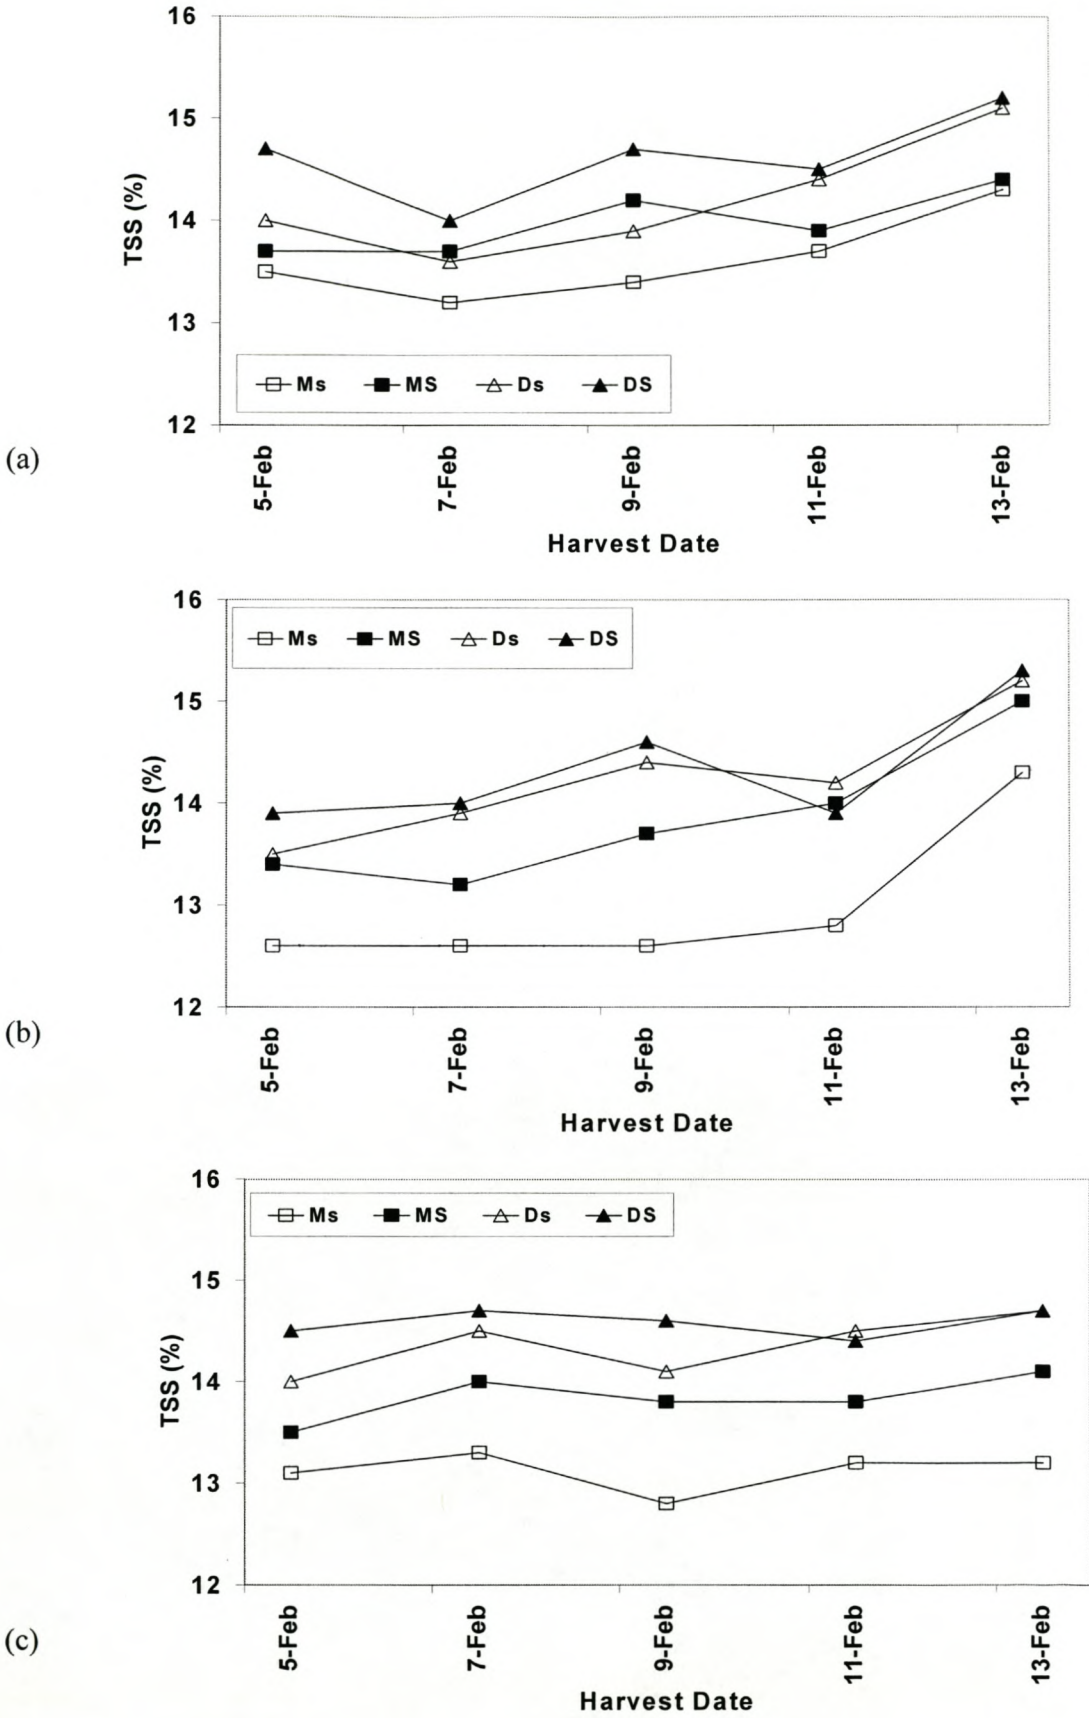 16
15
14
13
12
TSS (%)
Ms MS Ds DS
5-Feb
7-Feb
9-Feb
11-Feb
13-Feb
Harvest Date
(a)
16
15
14
13
12
TSS (%)
Ms MS Ds DS
5-Feb
7-Feb
9-Feb
11-Feb
13-Feb
Harvest Date
(b)
16
15
14
13
12
TSS (%)
Ms MS Ds DS
5-Feb
7-Feb
9-Feb
11-Feb
13-Feb
Harvest Date
(c)